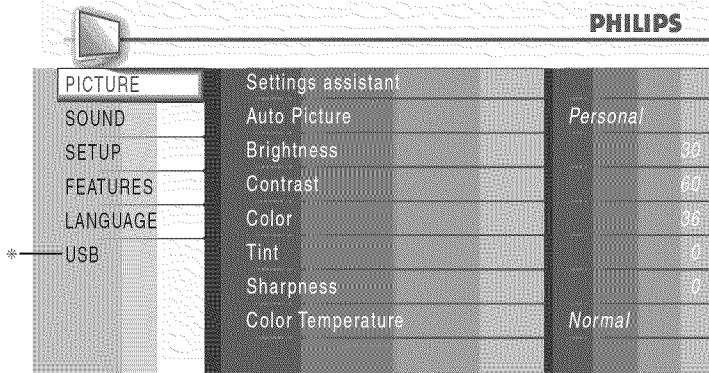 PHILIPS
PICTURE Settings assistant
SOUND Auto Picture Personal
SETUP Brightness 30
FEATURES Contrast 60
LANGUAGE Color 36
* USB Tint 0
Sharpness 0
Color Temperature Normal